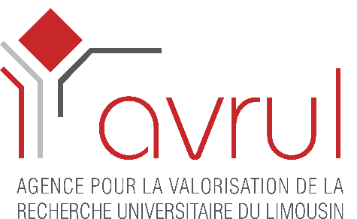 avrul
AGENCE POUR LA VALORISATION DE LA
RECHERCHE UNIVERSITAIRE DU LIMOUSIN